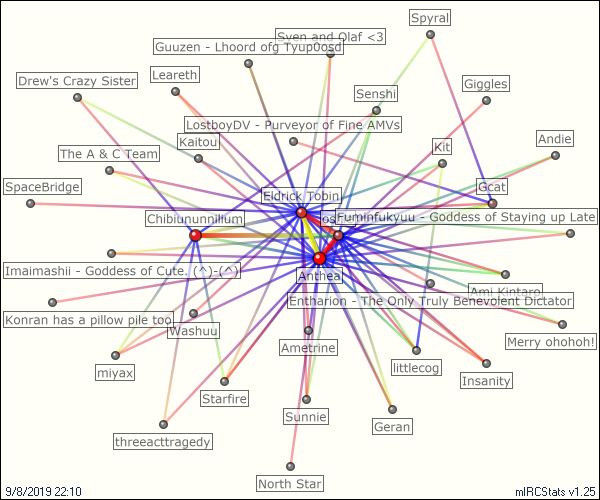 Spyral
Sven and Olaf <3
Guuzen - Lhoord ofg Tyup0osd
Leareth
Drew's Crazy Sister
Giggles
Senshi
LostboyDV - Purveyor of Fine AMVs
Andie
Kaitou
Kit
The A & C Team
SpaceBridge
Gcat
Eldrick Tobin
Chibiununnilium
Fuminfukyuu - Goddess of Staying up Late
Imaimashii - Goddess of Cute. (^)-(^)
Anthea
Ami Kintaro
Entharion - The Only Truly Benevolent Dictator
Konran has a pillow pile too
Washuu
Merry ohohoh!
Ametrine
littlecog
miyax
Insanity
Starfire
Sunnie
Geran
threeacttragedy
North Star
9/8/2019 22:10
mIRCStats v1.25